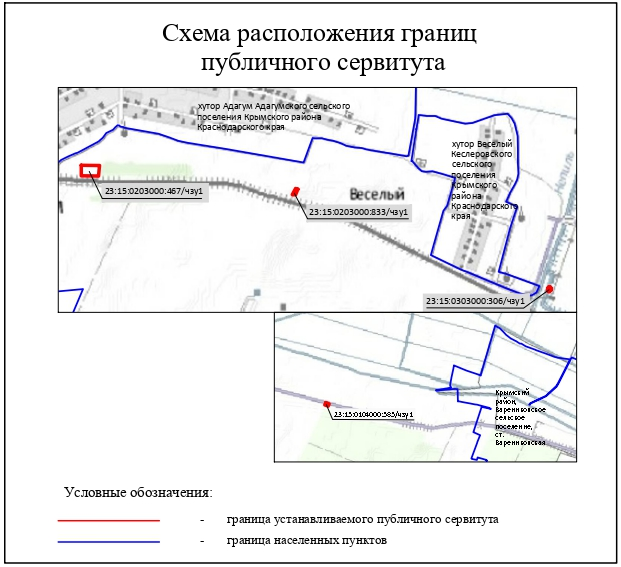 Схема расположения границ
публичного сервитута
хутор Адагум Адагумского сельского
поселения Крымского района
Краснодарского края
хутор Веселый
Кеслеровского
сельского
поселения
Крымского
района
Краснодарского
края
23:15:0203000:467/чзу1
Веселый
23:15:0203000:833/чзу1
23:15:0303000:306/чзу1
Крымский
район,
Варениковское
сельское
поселение,
ст.
Варениковская
23:15:0104000:585/чзу1
Условные обозначения:
- граница устанавливаемого публичного сервитута
- граница населенных пунктов